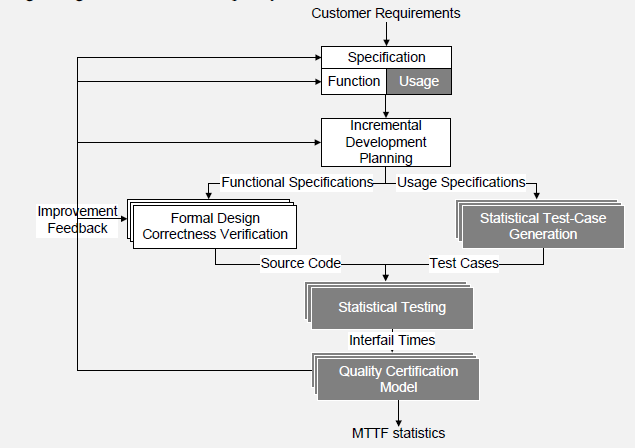 Customer Requirements
Specification
Function Usage
Incremental
Development
Planning
Functional Specifications Usage Specifications
Improvement
Feedback
Formal Design
Correctness Verification
Statistical Test-Case
Generation
Source Code Test Cases
Statistical Testing
Interfail Times
Quality Certification
Model
MTTF statistics